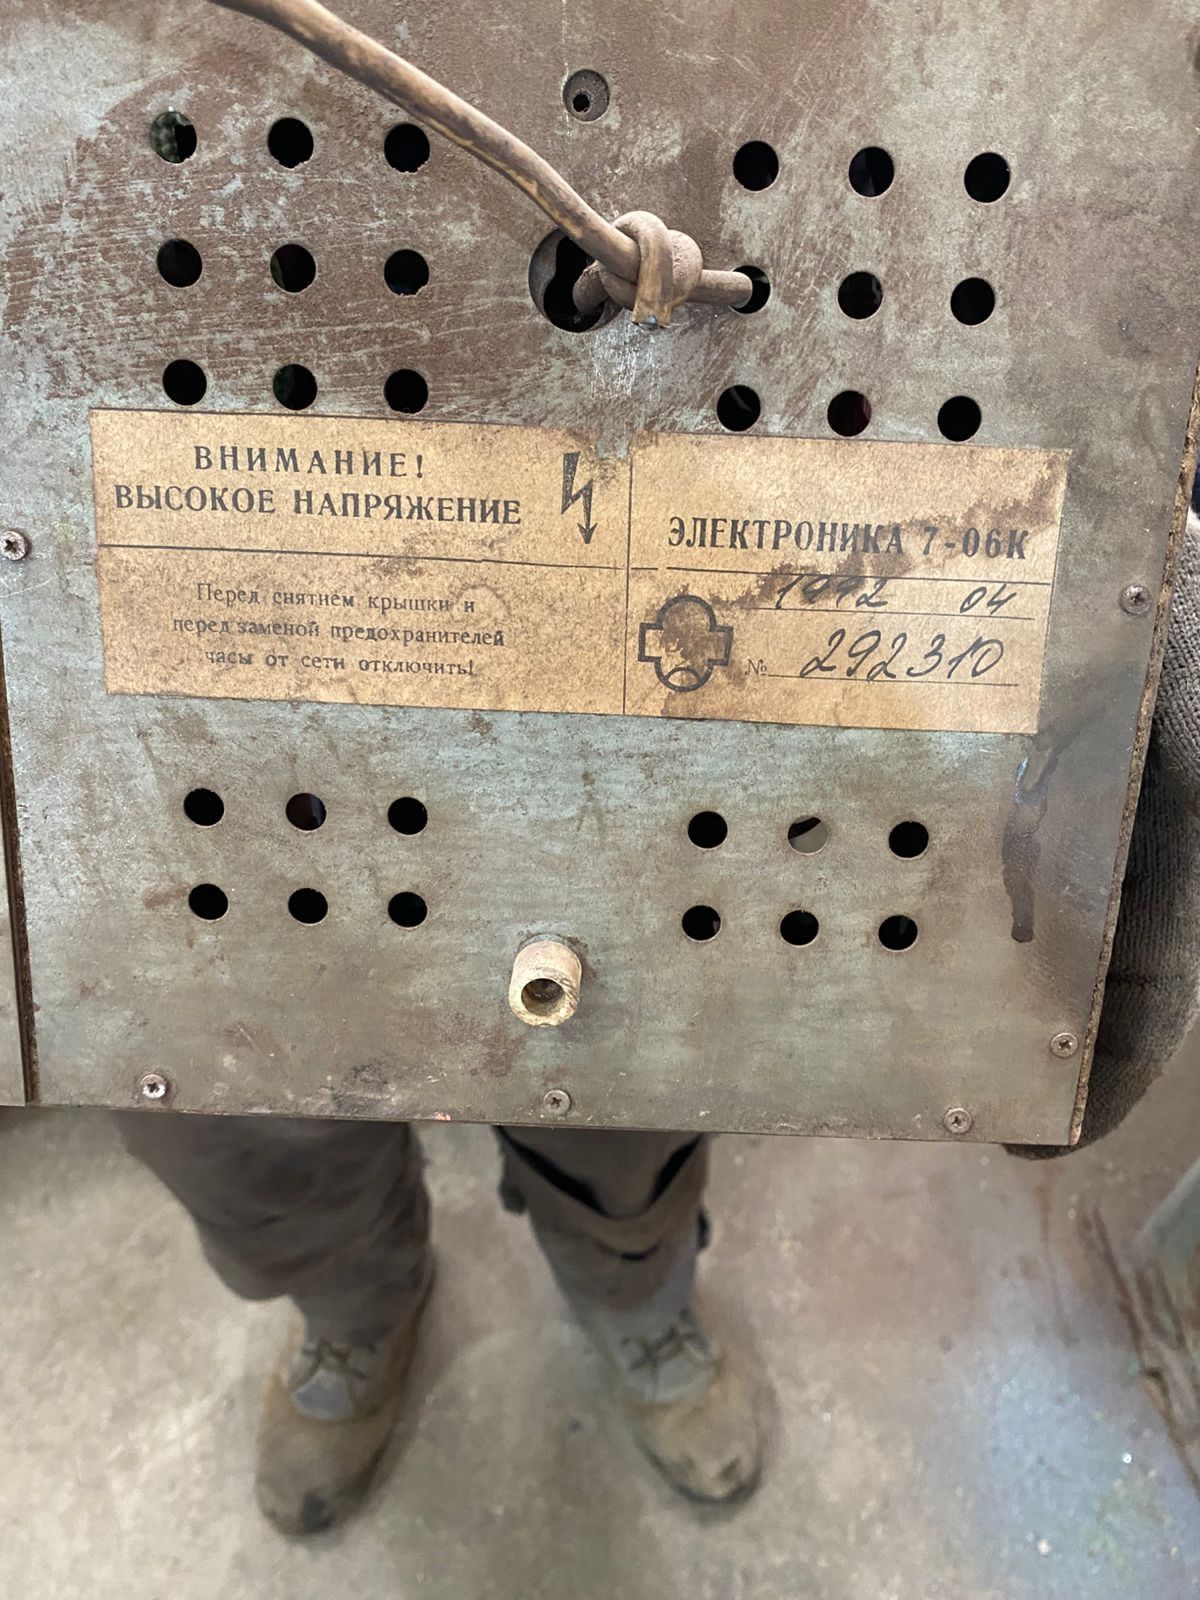 ВНИМАНИЕ!
ВЫСОКОЕ НАПРЯЖЕНИЕ
Перед снятием крышки и
перед заменой предохранителей
часы от сети отключить!
ЭЛЕКТРОНИКА 7-06К
1992 04
№ 292310